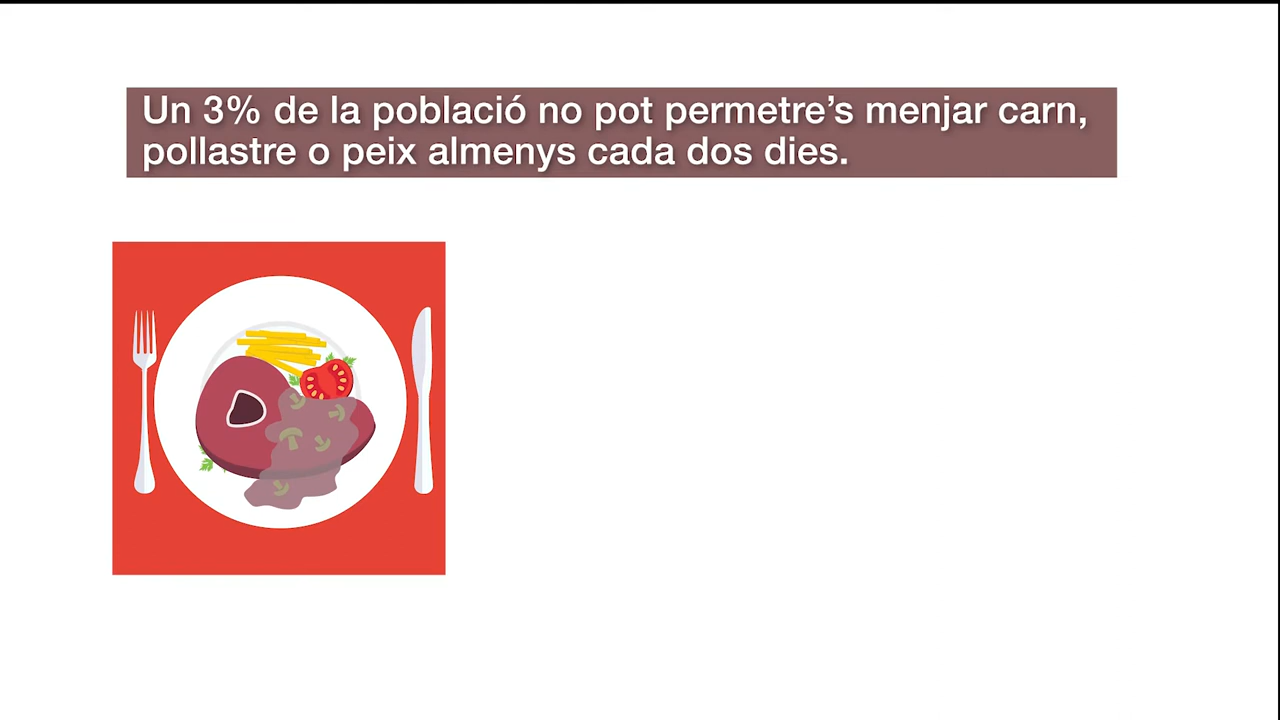 Un 3% de la població no pot permetre’s menjar carn,
pollastre o peix almenys cada dos dies.